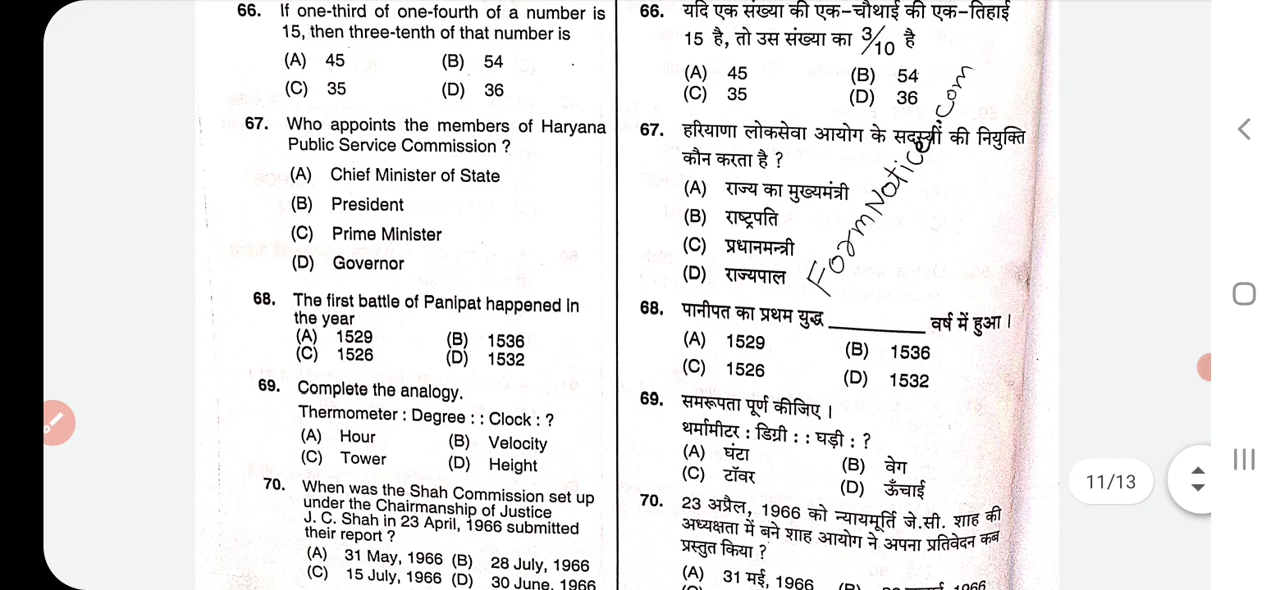 66. If one-third of one-fourth of a number is
15, then three-tenth of that number is
(A) 45 (B) 54
(C) 35 (D) 36
67. Who appoints the members of Haryana
Public Service Commission ?
(A) Chief Minister of State
(B) President
(C) Prime Minister
(D) Governor
68. The first battle of Panipat happened in
the year
(A) 1529 (B) 1536
(C) 1526 (D) 1532
69. Complete the analogy.
Thermometer : Degree : : Clock : ?
(A) Hour (B) Velocity
(C) Tower (D) Height
70. When was the Shah Commission set up
under the Chairmanship of Justice
J. C. Shah in 23 April, 1966 submitted
their report ?
(A) 31 May, 1966 (B) 28 July, 1966
(C) 15 July, 1966 (D) 30 June, 1966
66. यदि एक संख्या की एक-चौथाई की एक-तिहाई
15 है, तो उस संख्या का 3/10 है
(A) 45 (B) 54
(C) 35 (D) 36
67. हरियाणा लोकसेवा आयोग के सदस्यों की नियुक्ति
कौन करता है ?
(A) राज्य का मुख्यमंत्री
(B) राष्ट्रपति
(C) प्रधानमन्त्री
(D) राज्यपाल
FormNotice.com
68. पानीपत का प्रथम युद्ध ________ वर्ष में हुआ ।
(A) 1529 (B) 1536
(C) 1526 (D) 1532
69. समरूपता पूर्ण कीजिए ।
थर्मामीटर : डिग्री : : घड़ी : ?
(A) घंटा (B) वेग
(C) टॉवर (D) ऊँचाई
70. 23 अप्रैल, 1966 को न्यायमूर्ति जे.सी. शाह की
अध्यक्षता में बने शाह आयोग ने अपना प्रतिवेदन कब
प्रस्तुत किया ?
(A) 31 मई, 1966 (B) 1966
11/13